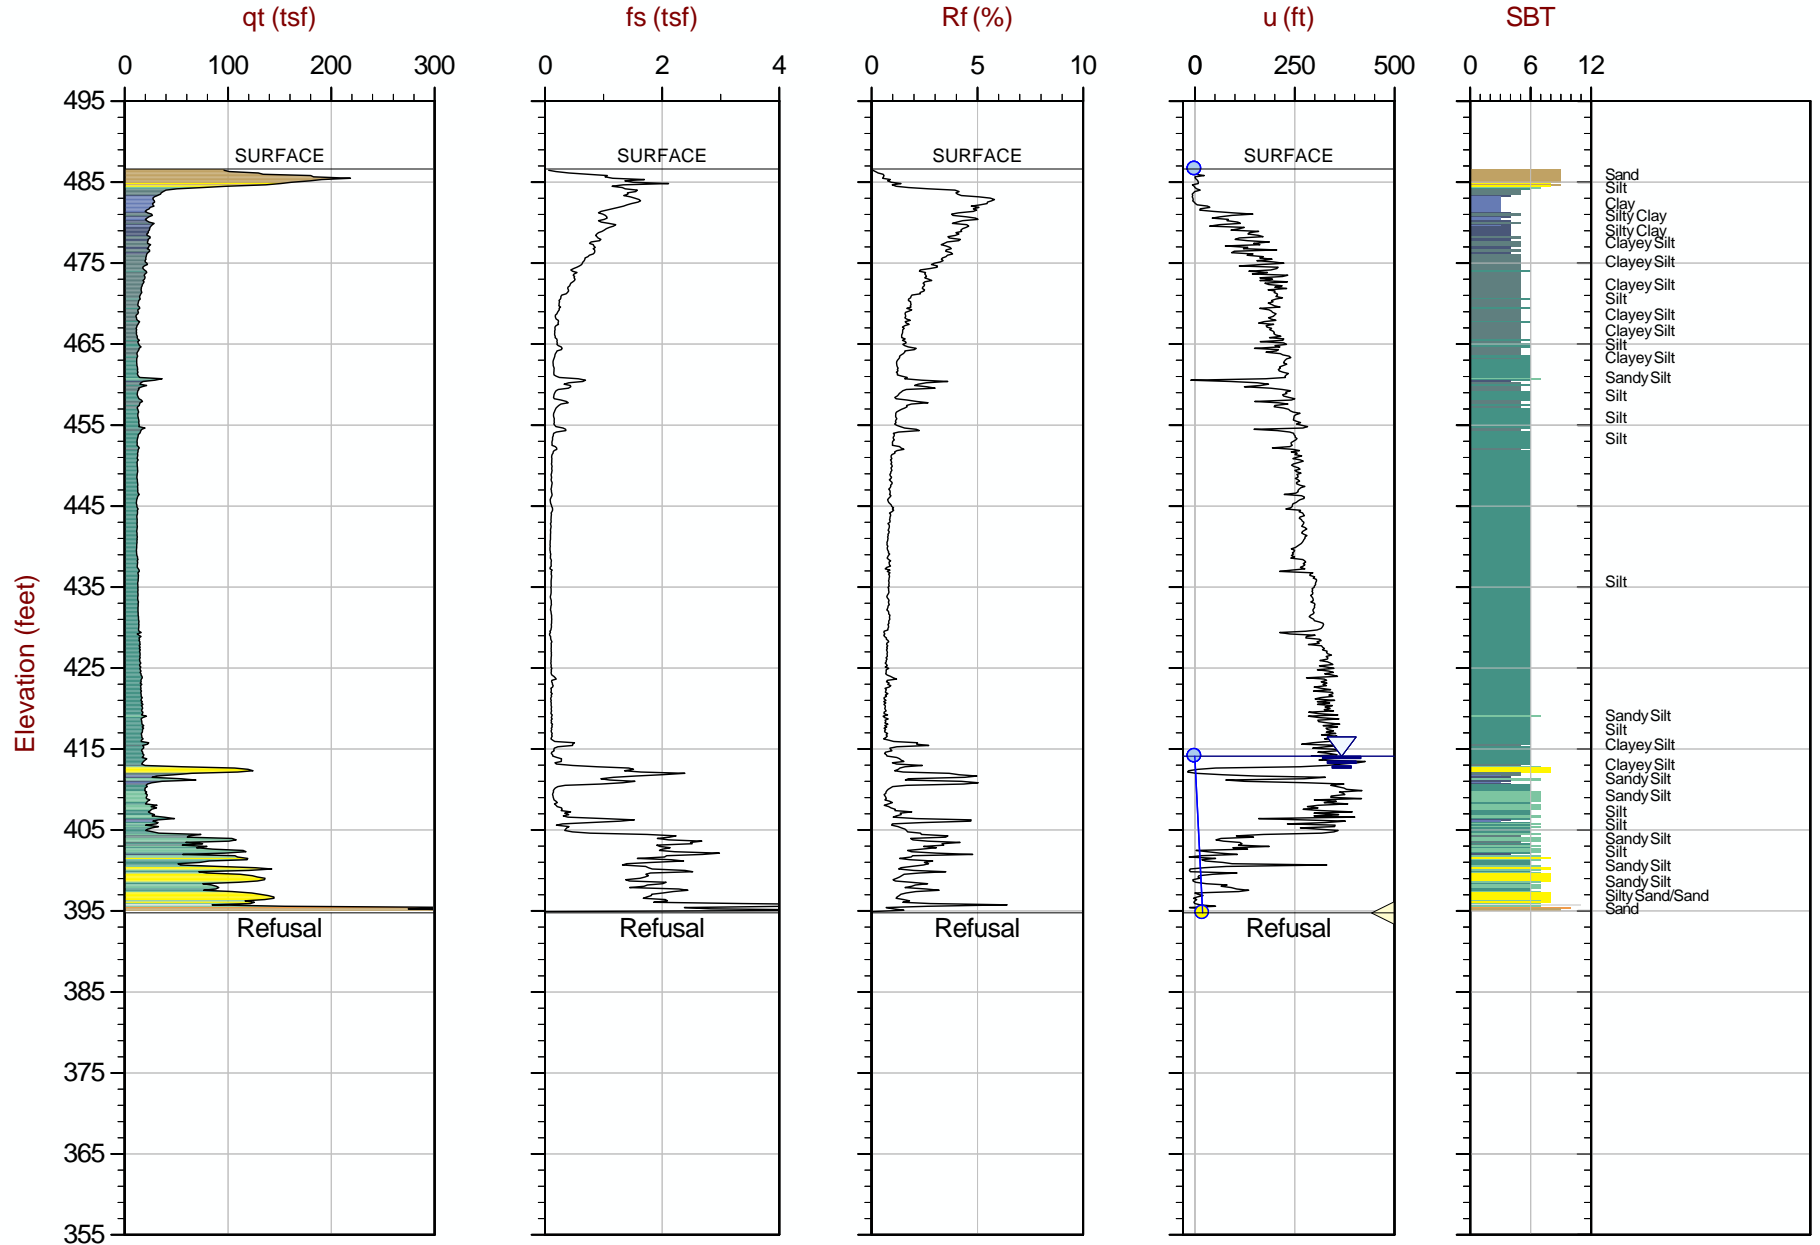 qt (tsf) fs (tsf) Rf (%) u (ft) SBT
0 100 200 300 0 2 4 0 5 10 0 250 500 0 6 12
495
SURFACE SURFACE SURFACE SURFACE
485
475
465
455
445
435
425
415
405
395
385
375
365
355
Elevation (feet)
Sand
Silt
Clay
Silty Clay
Silty Clay
Clayey Silt
Clayey Silt
Clayey Silt
Silt
Clayey Silt
Clayey Silt
Silt
Clayey Silt
Sandy Silt
Silt
Silt
Silt
Silt
Sandy Silt
Silt
Clayey Silt
Clayey Silt
Sandy Silt
Sandy Silt
Silt
Silt
Sandy Silt
Silt
Sandy Silt
Sandy Silt
Silty Sand/Sand
Sand
Refusal Refusal Refusal Refusal